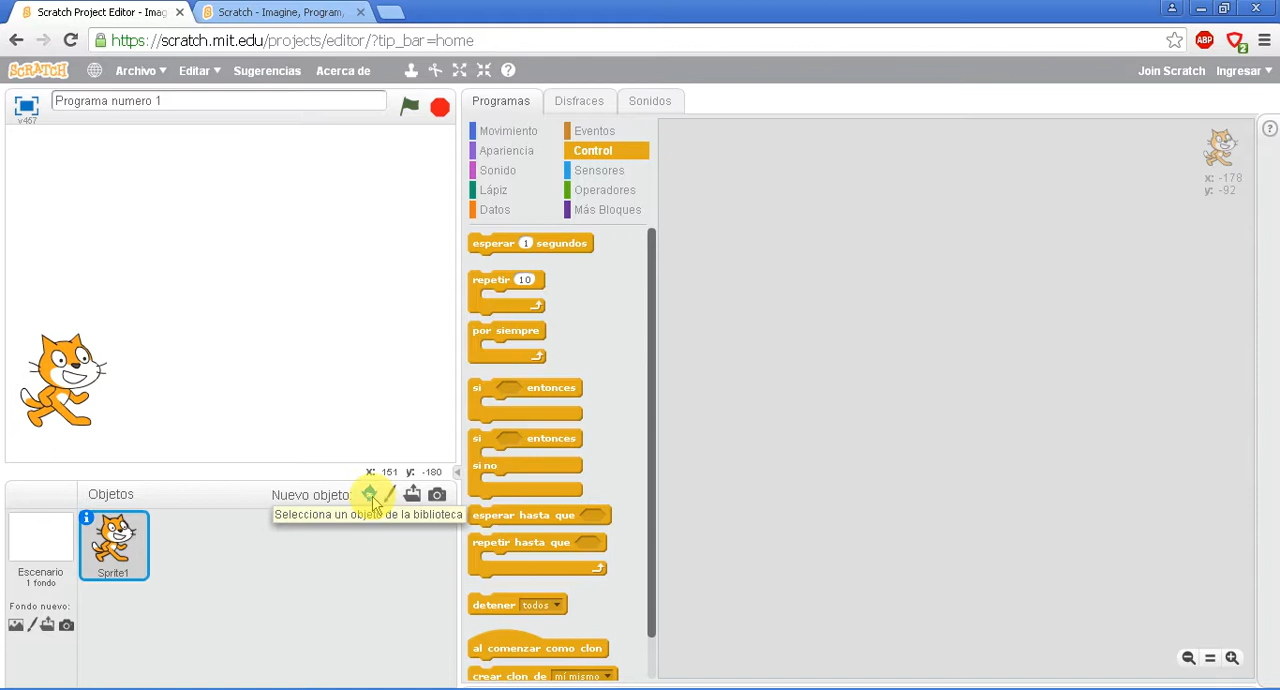 Scratch Project Editor - Imag
Scratch - Imagine, Program,
https://scratch.mit.edu/projects/editor/?tip_bar=home
ABP
2
SCRATCH
Archivo
Editar
Sugerencias
Acerca de
Join Scratch
Ingresar
v457
Programa numero 1
Programas
Disfraces
Sonidos
Movimiento
Eventos
Apariencia
Control
Sonido
Sensores
Lápiz
Operadores
Datos
Más Bloques
x: -178
y: -92
esperar 1 segundos
repetir 10
por siempre
si entonces
si entonces
si no
esperar hasta que
repetir hasta que
detener todos
al comenzar como clon
crear clon de mí mismo
x: 151 y: -180
Objetos
Nuevo objeto:
Selecciona un objeto de la biblioteca
Escenario
1 fondo
Sprite1
Fondo nuevo: